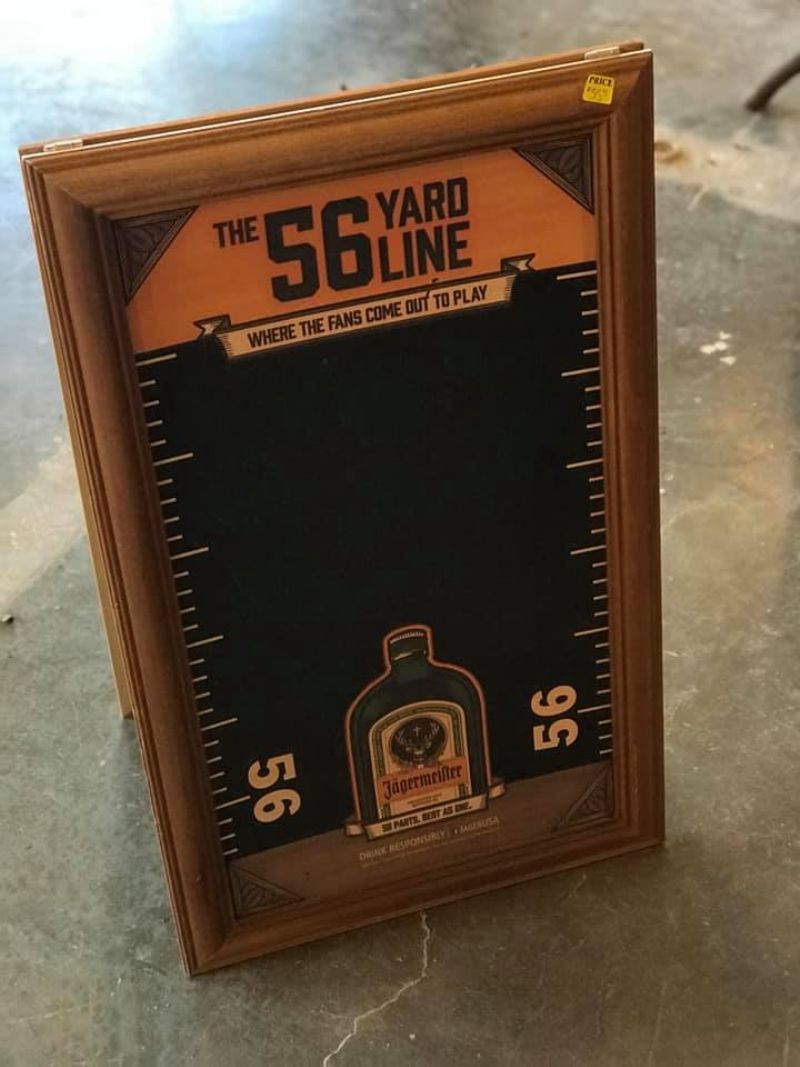 PRICE
THE 56 YARD LINE
WHERE THE FANS COME OUT TO PLAY
56
56
Jägermeister
56 PARTS. BEST AS ONE.
DRINK RESPONSIBLY